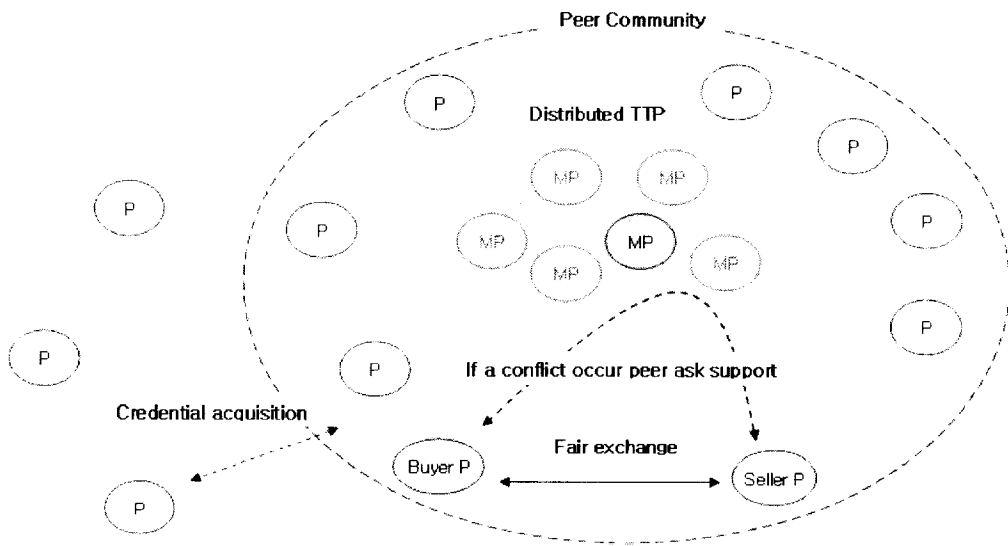 Peer Community
P
P
Distributed TTP
P
MP
MP
P
P
P
MP
MP
MP
MP
P
P
P
If a conflict occur peer ask support
Credential acquisition
Fair exchange
Buyer P
Seller P
P